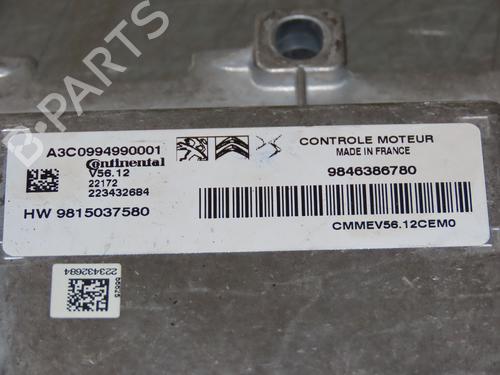 A3C0994990001
Continental
V56.12
22172
223432684
HW 9815037580
CONTROLE MOTEUR
MADE IN FRANCE
9846386780
CMMEV56.12CEM0
223432684
B-PARTS